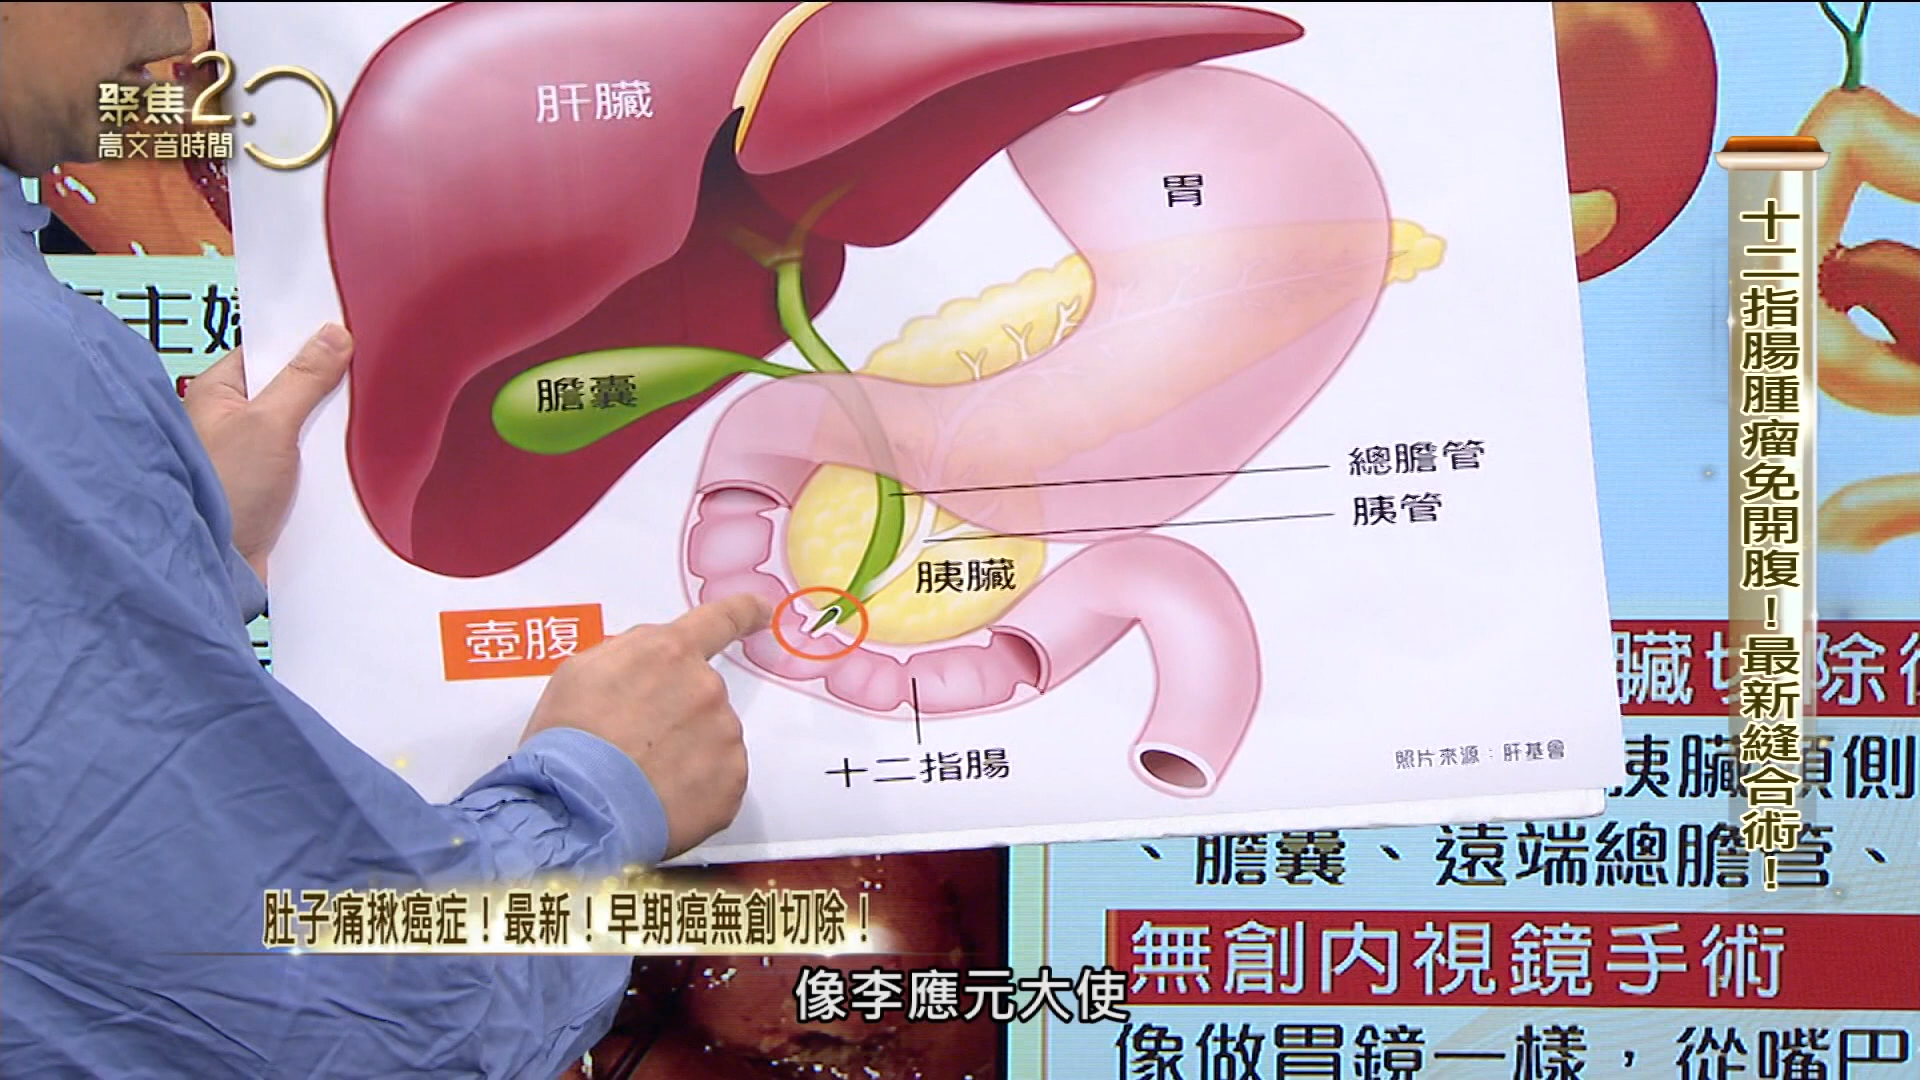 聚焦2.0
高文音時間
肝臟
胃
膽囊
總膽管
胰管
胰臟
壺腹
十二指腸
照片來源：肝基會
十二指腸腫瘤免開腹！最新縫合術！
主婦
臟切除術
胰臟頭側
、膽囊、遠端總膽管、
無創內視鏡手術
像做胃鏡一樣，從嘴巴
肚子痛揪癌症！最新！早期癌無創切除！
像李應元大使